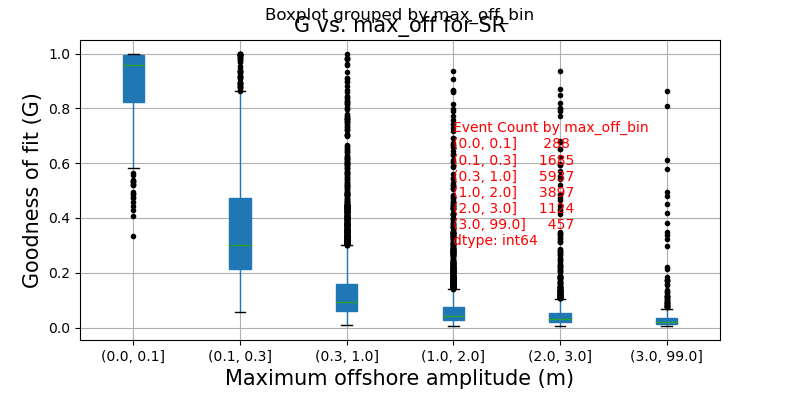 Boxplot grouped by max_off_bin
G vs. max_off for SR
Goodness of fit (G)
1.0
0.8
0.6
0.4
0.2
0.0
Event Count by max_off_bin
(0.0, 0.1] 288
(0.1, 0.3]
(0.3, 1.0]
(1.0, 2.0]
(2.0, 3.0]
(3.0, 99.0] 457
dtype: int64
(0.0, 0.1] (0.1, 0.3] (0.3, 1.0] (1.0, 2.0] (2.0, 3.0] (3.0, 99.0]
Maximum offshore amplitude (m)